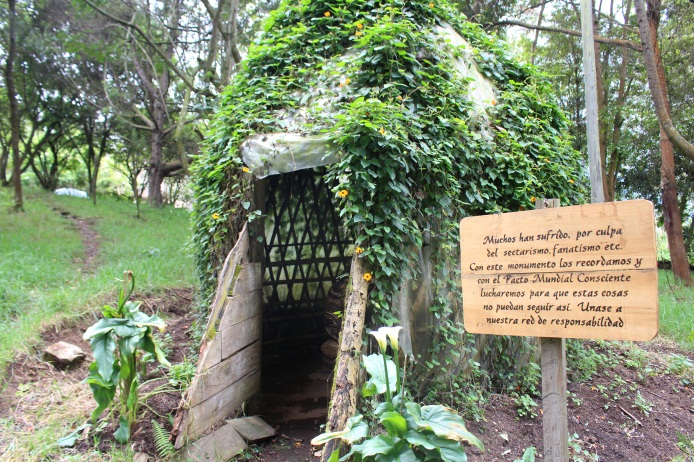 Muchos han sufrido, por culpa
del sectarismo, fanatismo etc.
Con este monumento los recordamos y
con el Pacto Mundial Consciente
lucharemos para que estas cosas
no puedan seguir así. Unase a
nuestra red de responsabilidad